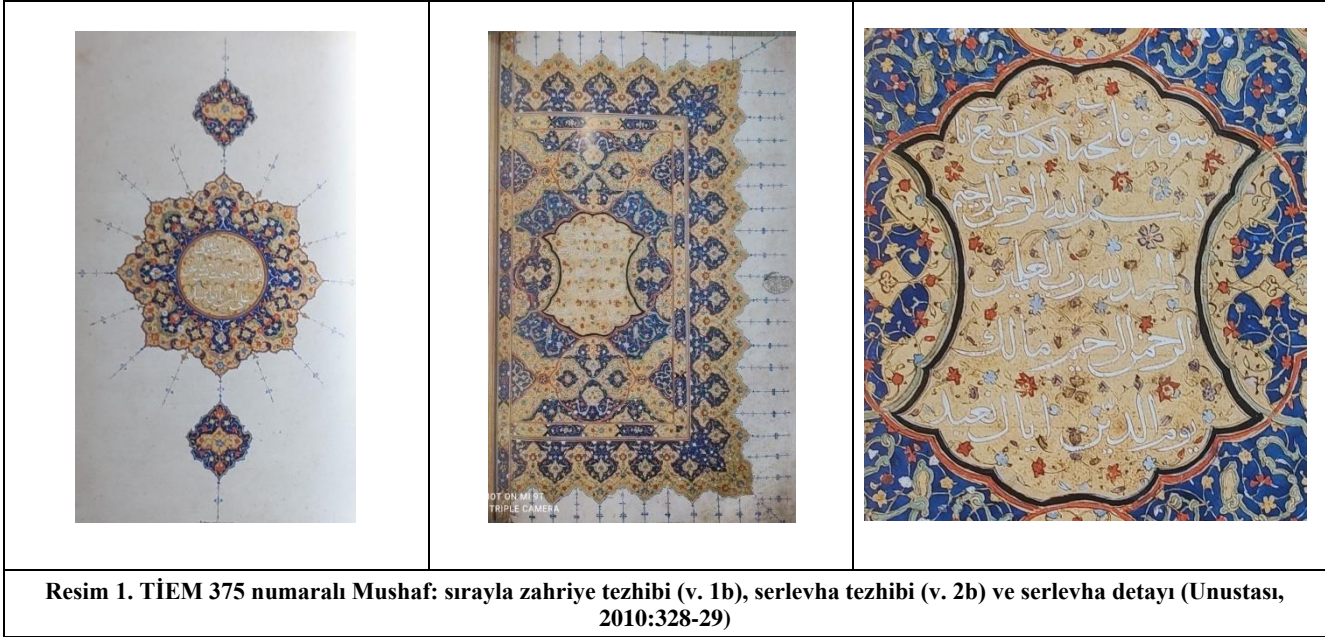 OT ON MI 9T
TRIPLE CAMERA
سورة فاتحة الكتاب سبع ايات
بسم الله الرحمن الرحيم
الحمد لله رب العالمين
الرحمن الرحيم مالك
يوم الدين اياك نعبد
Resim 1. TİEM 375 numaralı Mushaf: sırayla zahriye tezhibi (v. 1b), serlevha tezhibi (v. 2b) ve serlevha detayı (Unustası,
2010:328-29)